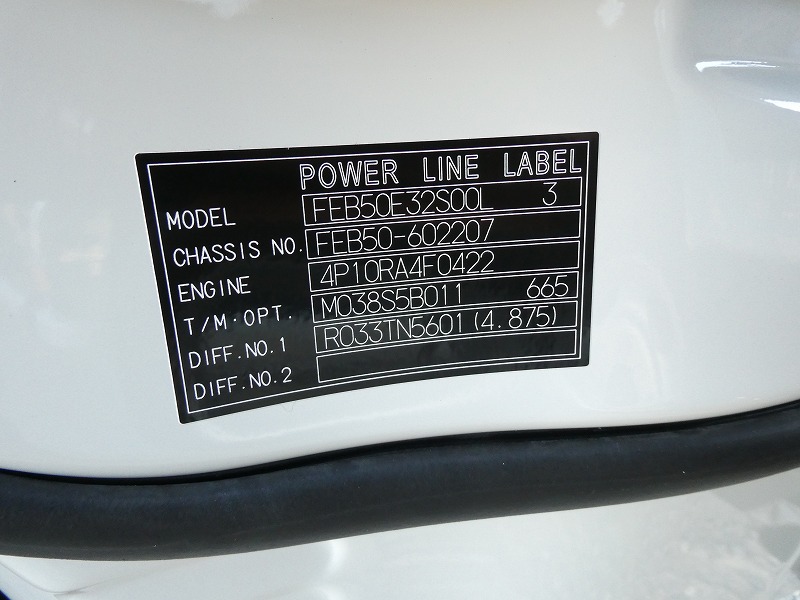 POWER LINE LABEL
MODEL FEB50E32S00L 3
CHASSIS NO. FEB50-602207
ENGINE 4P10RA4F0422
T/M·OPT. M038S5B011 665
DIFF.NO.1 R033TN5601(4.875)
DIFF.NO.2